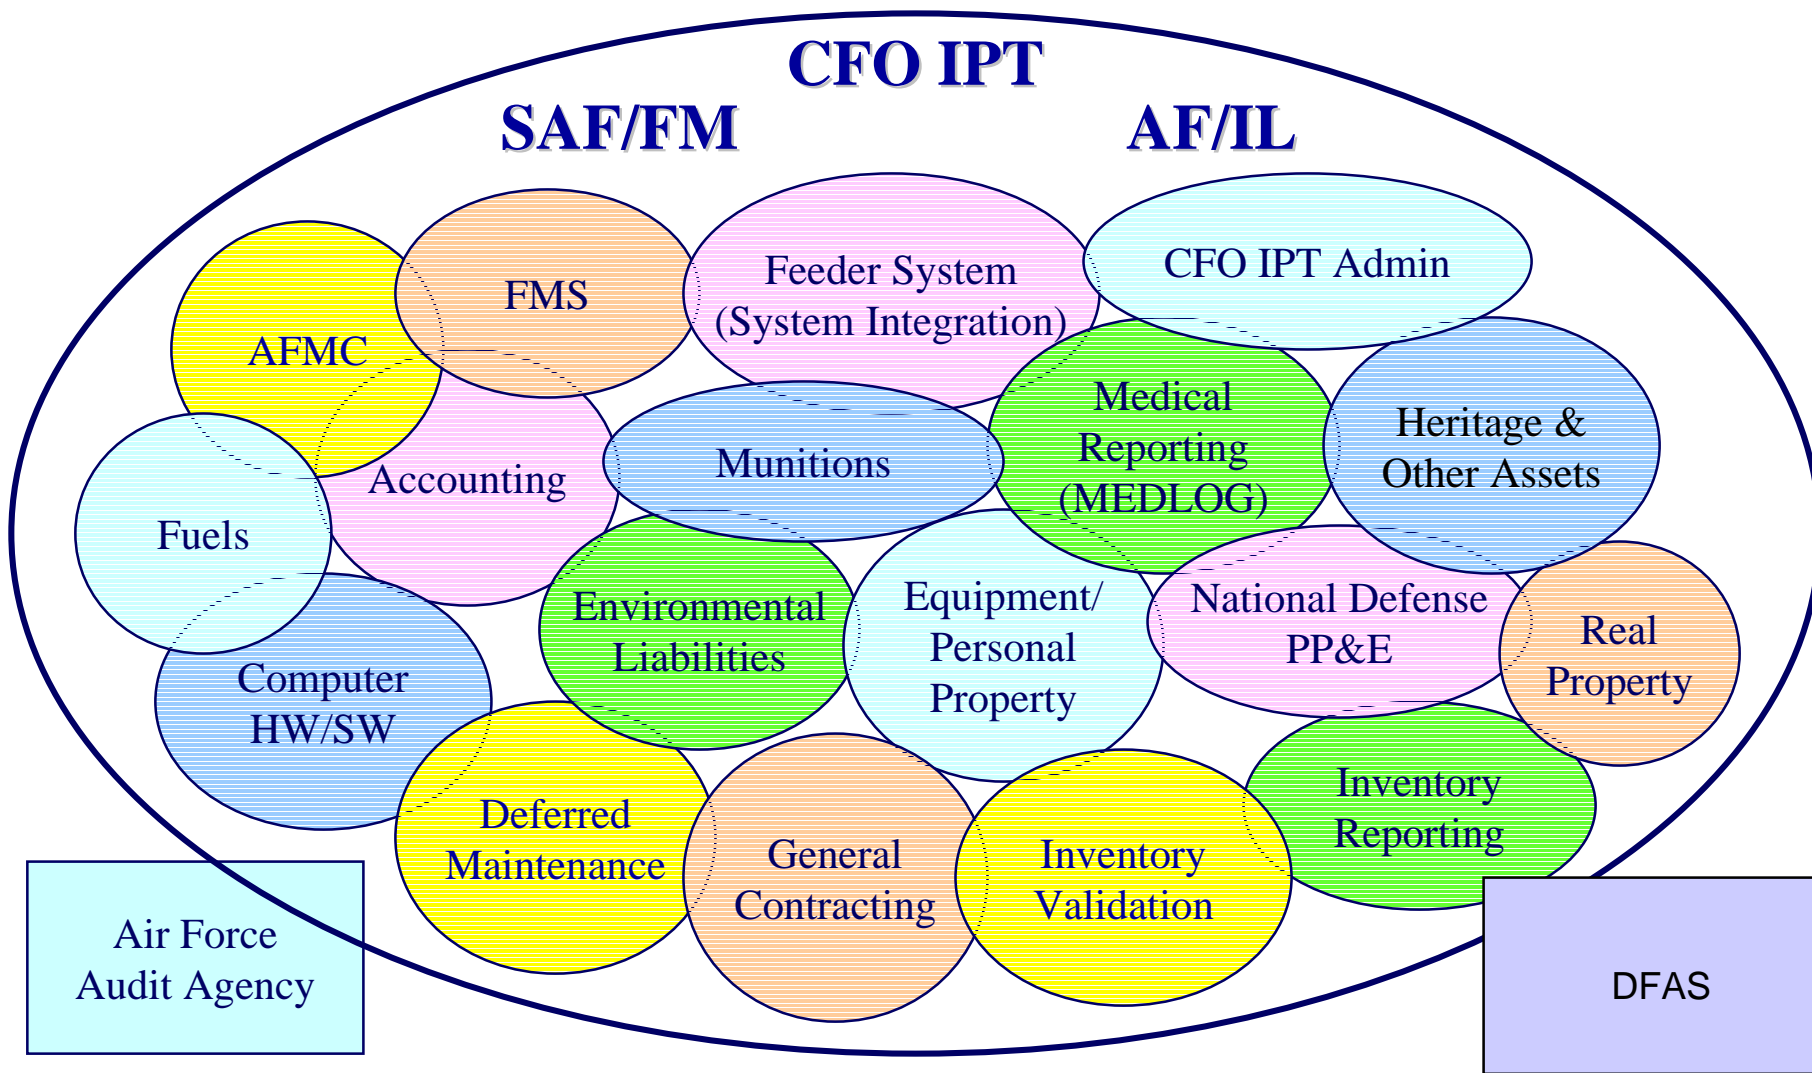 CFO IPT
SAF/FM
AF/IL
AFMC
FMS
Feeder System
(System Integration)
CFO IPT Admin
Fuels
Accounting
Munitions
Medical
Reporting
(MEDLOG)
Heritage &
Other Assets
Computer
HW/SW
Environmental
Liabilities
Equipment/
Personal
Property
National Defense
PP&E
Real
Property
Deferred
Maintenance
General
Contracting
Inventory
Validation
Inventory
Reporting
Air Force
Audit Agency
DFAS